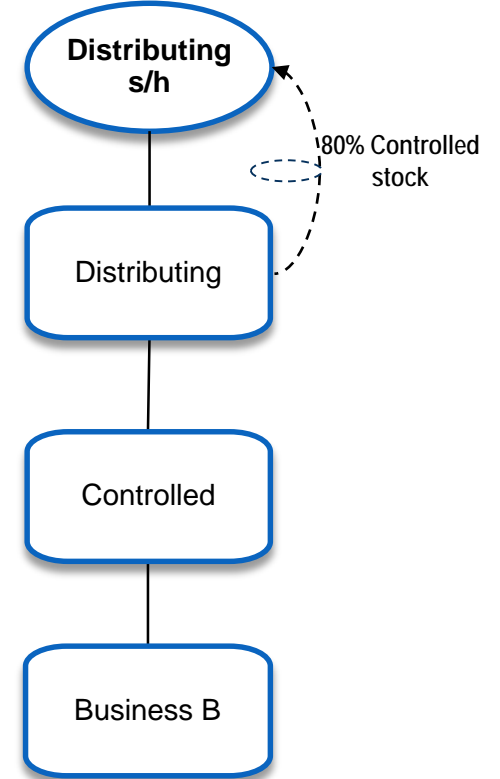 Distributing
s/h
80% Controlled
stock
Distributing
Controlled
Business B